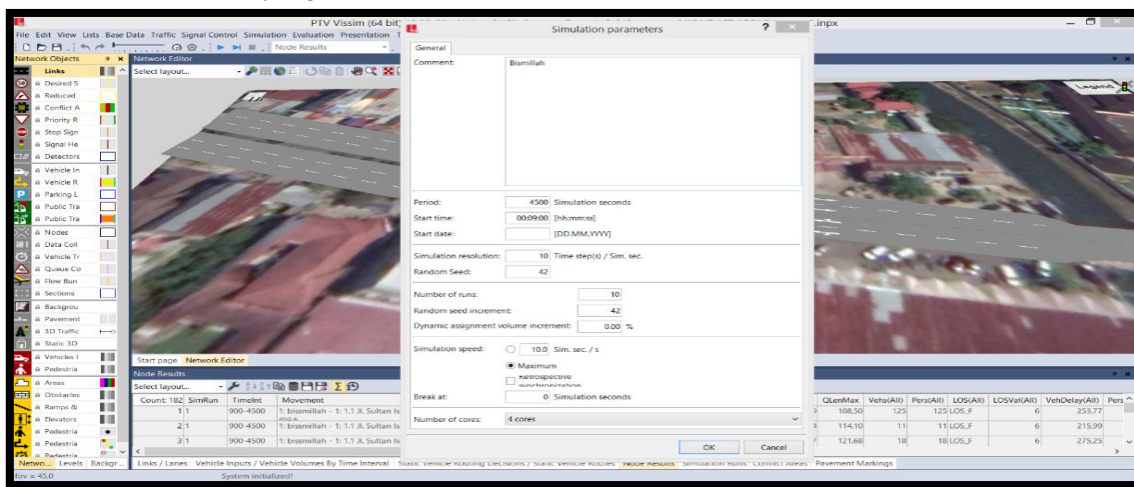 PTV Vissim (64 bit)
.inpx
File Edit View Lists Base Data Traffic Signal Control Simulation Evaluation Presentation
Node Results
Network Objects
Network Editor
Select layout...
Links
Desired S
Reduced
Conflict A
Priority R
Stop Sign
Signal He
Detectors
Vehicle In
Vehicle R
Parking L
Public Tra
Public Tra
Nodes
Data Coll
Vehicle Tr
Queue Co
Flow Bun
Sections
Backgrou
Pavement
3D Traffic
Static 3D
Vehicles I
Pedestria
Areas
Obstacles
Ramps &
Elevators
Pedestria
Pedestria
Pedestria
Netwo... Levels Backgr...
fov = 45.0
System initialized!
Legend
Simulation parameters
General
Comment: Bismillah
Period: 4500 Simulation seconds
Start time: 00:09:00 [hh:mm:ss]
Start date: [DD.MM.YYYY]
Simulation resolution: 10 Time step(s) / Sim. sec.
Random Seed: 42
Number of runs: 10
Random seed increment: 42
Dynamic assignment volume increment: 0.00 %
Simulation speed: 10.0 Sim. sec. / s
Maximum
Retrospective
synchronization
Break at: 0 Simulation seconds
Number of cores: 4 cores
OK Cancel
Start page Network Editor
Node Results
Select layout...
Count: 182 SimRun TimeInt Movement
QLenMax Vehs(All) Pers(All) LOS(All) LOSVal(All) VehDelay(All) Pers
1 1 900-4500 1: bissmillah - 1: 1.1 Jl. Sultan Is
108,50 125 125 LOS_F 6 253,77
2 1 900-4500 1: bissmillah - 1: 1.1 Jl. Sultan Is
114,10 11 11 LOS_F 6 215,99
3 1 900-4500 1: bissmillah - 1: 1.1 Jl. Sultan Is
121,68 18 18 LOS_F 6 275,25
Links / Lanes Vehicle Inputs / Vehicle Volumes By Time Interval Static Vehicle Routing Decisions / Static Vehicle Routes Node Results Simulation Runs Conflict Areas Pavement Markings